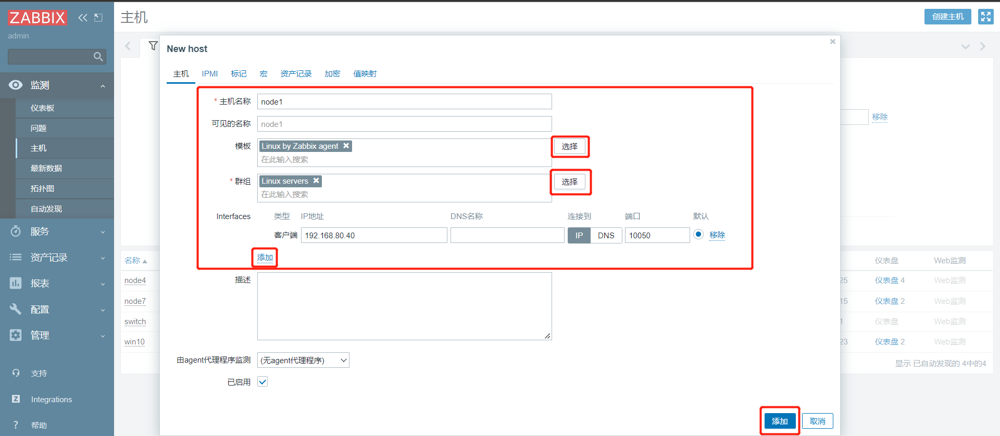 ZABBIX
admin
监测
仪表板
问题
主机
最新数据
拓扑图
自动发现
服务
资产记录
报表
配置
管理
支持
Integrations
帮助
主机
创建主机
New host
主机 IPMI 标记 宏 资产记录 加密 值映射
* 主机名称 node1
可见的名称 node1
模板 Linux by Zabbix agent 选择
在此输入搜索
* 群组 Linux servers 选择
在此输入搜索
Interfaces 类型 IP地址 DNS名称 连接到 端口 默认
客户端 192.168.80.40 IP DNS 10050 移除
添加
描述
由agent代理程序监测 (无agent代理程序)
已启用
添加 取消
移除
名称 仪表盘 Web监测
node4 25 仪表盘 4 Web监测
node7 15 仪表盘 2 Web监测
switch 1 仪表盘 Web监测
win10 23 仪表盘 2 Web监测
显示 已自动发现的 4中的4